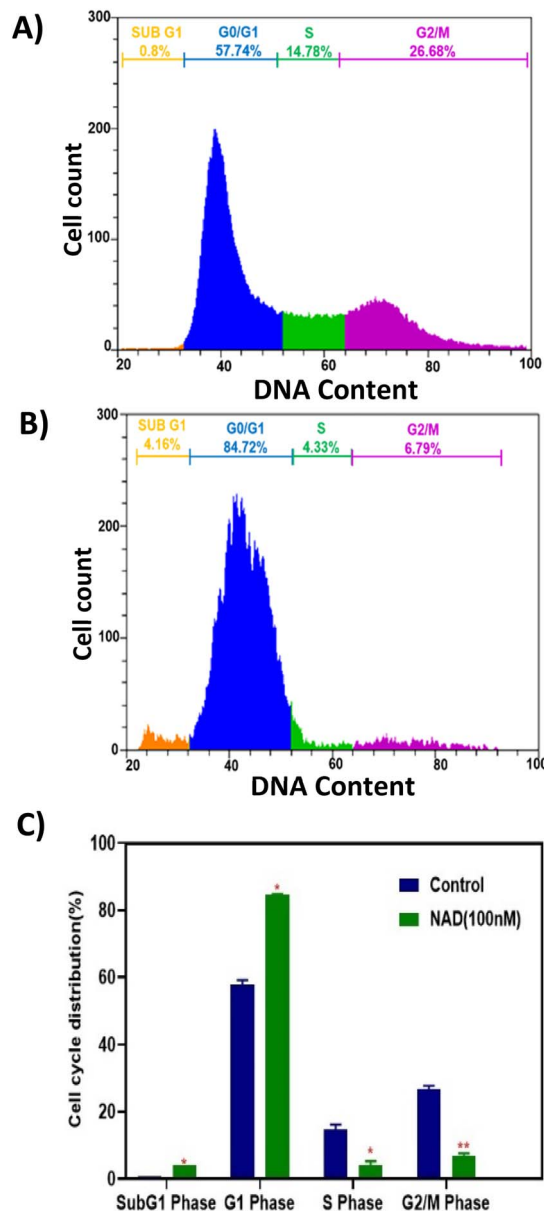 A)
SUB G1 G0/G1 S G2/M
0.8% 57.74% 14.78% 26.68%
300
200
100
0
Cell count
20 40 60 80 100
DNA Content
B)
300
SUB G1 G0/G1 S G2/M
4.16% 84.72% 4.33% 6.79%
200
100
0
Cell count
20 40 60 80 100
DNA Content
C)
100
80
60
40
20
0
Cell cycle distribution(%)
Control
NAD(100nM)
* * * **
SubG1 Phase G1 Phase S Phase G2/M Phase